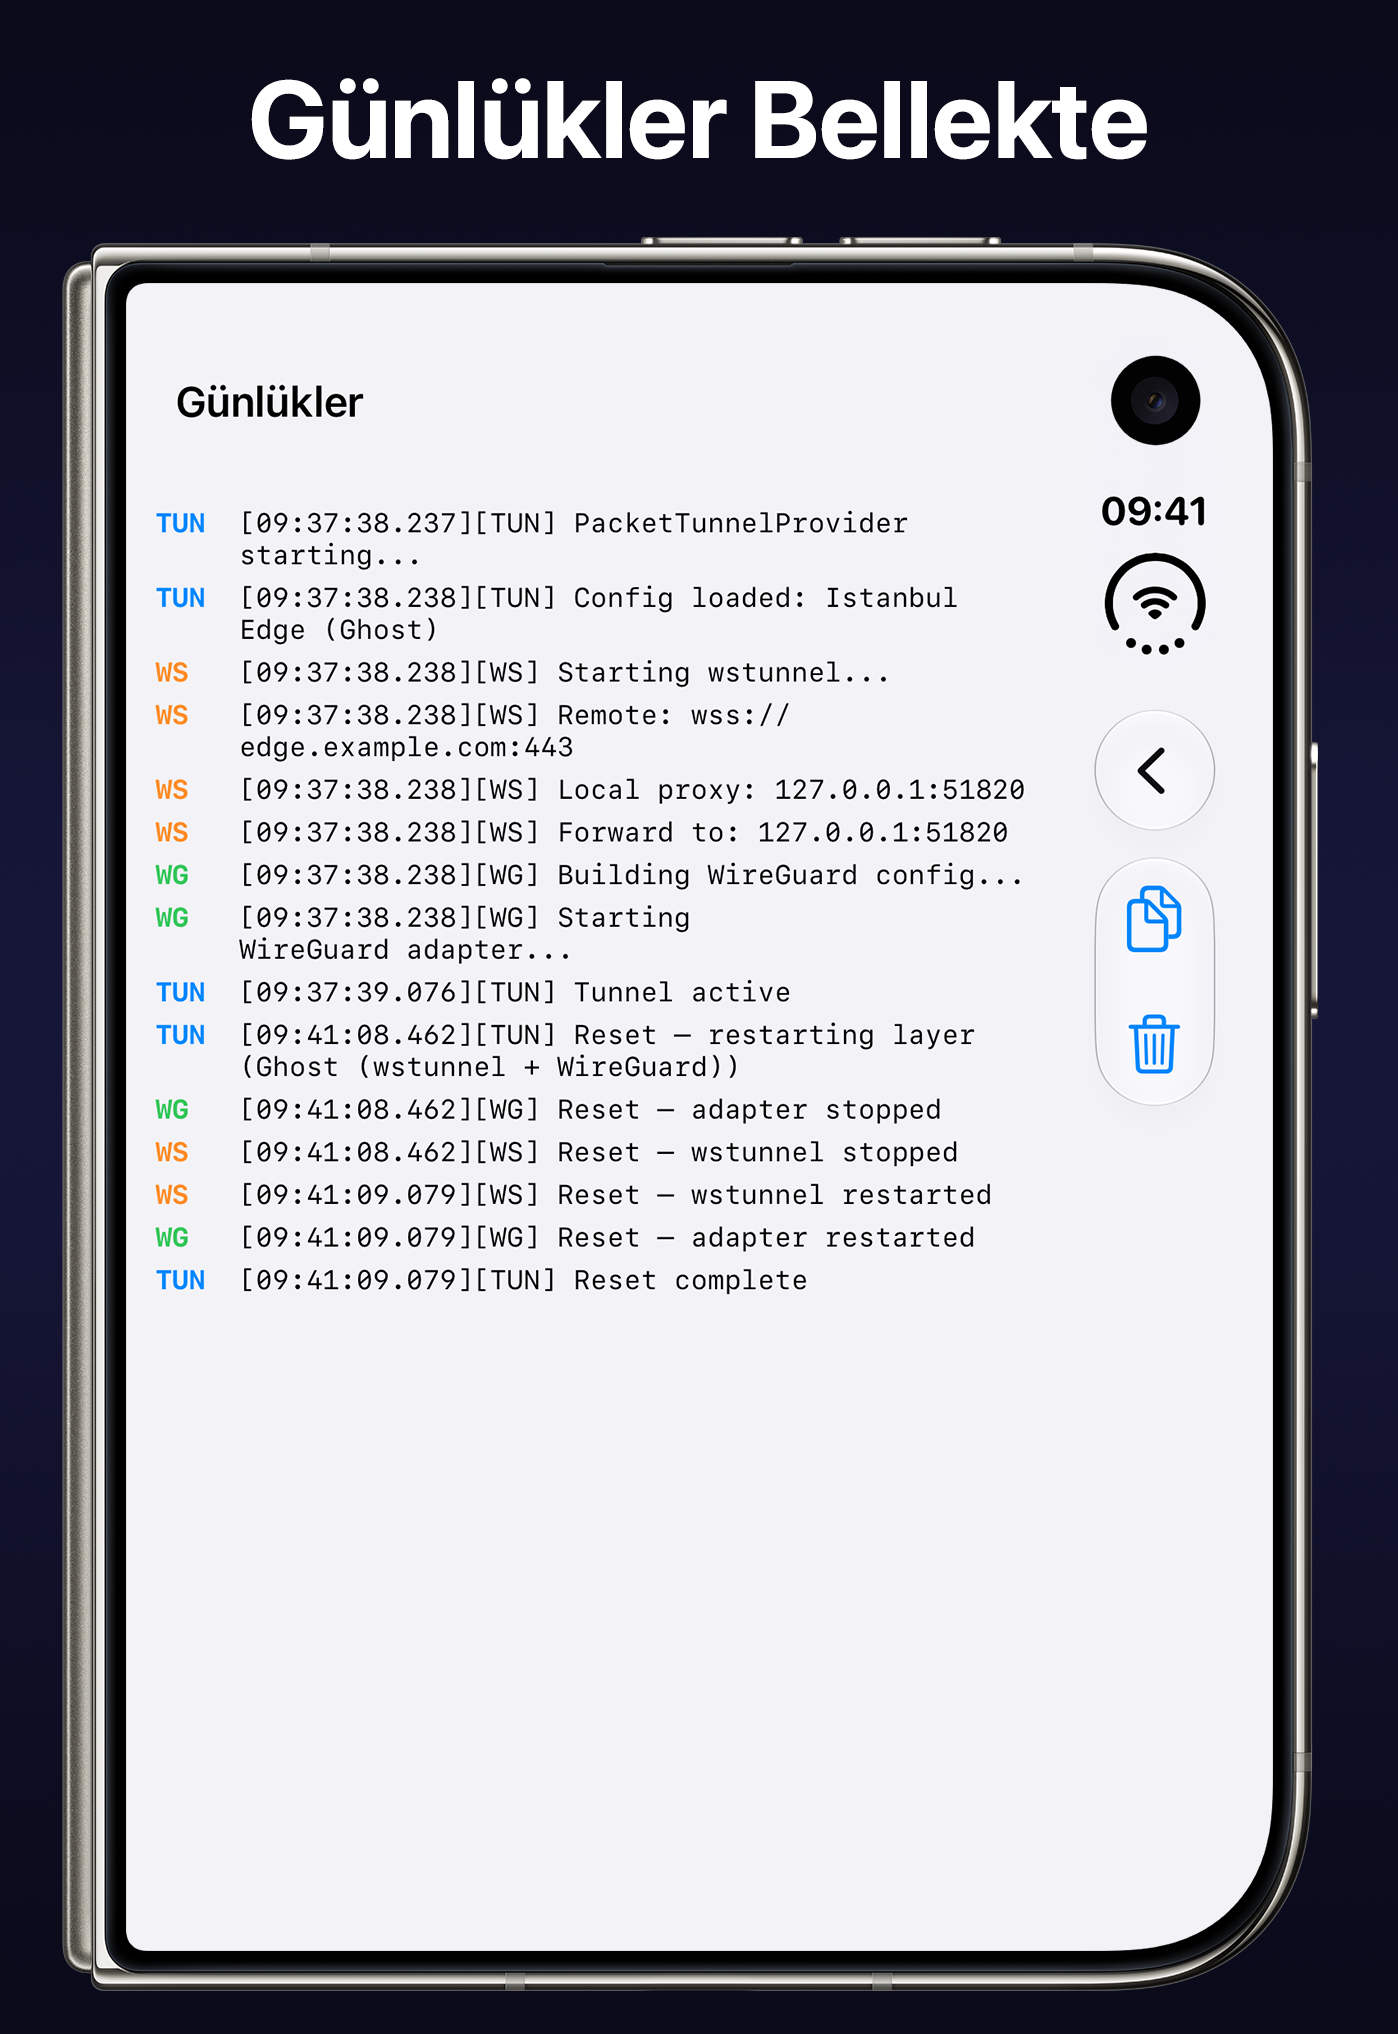 Günlükler Bellekte
Günlükler
09:41
TUN [09:37:38.237][TUN] PacketTunnelProvider
starting...
TUN [09:37:38.238][TUN] Config loaded: Istanbul
Edge (Ghost)
WS [09:37:38.238][WS] Starting wstunnel...
WS [09:37:38.238][WS] Remote: wss://
edge.example.com:443
WS [09:37:38.238][WS] Local proxy: 127.0.0.1:51820
WS [09:37:38.238][WS] Forward to: 127.0.0.1:51820
WG [09:37:38.238][WG] Building WireGuard config...
WG [09:37:38.238][WG] Starting
WireGuard adapter...
TUN [09:37:39.076][TUN] Tunnel active
TUN [09:41:08.462][TUN] Reset — restarting layer
(Ghost (wstunnel + WireGuard))
WG [09:41:08.462][WG] Reset — adapter stopped
WS [09:41:08.462][WS] Reset — wstunnel stopped
WS [09:41:09.079][WS] Reset — wstunnel restarted
WG [09:41:09.079][WG] Reset — adapter restarted
TUN [09:41:09.079][TUN] Reset complete